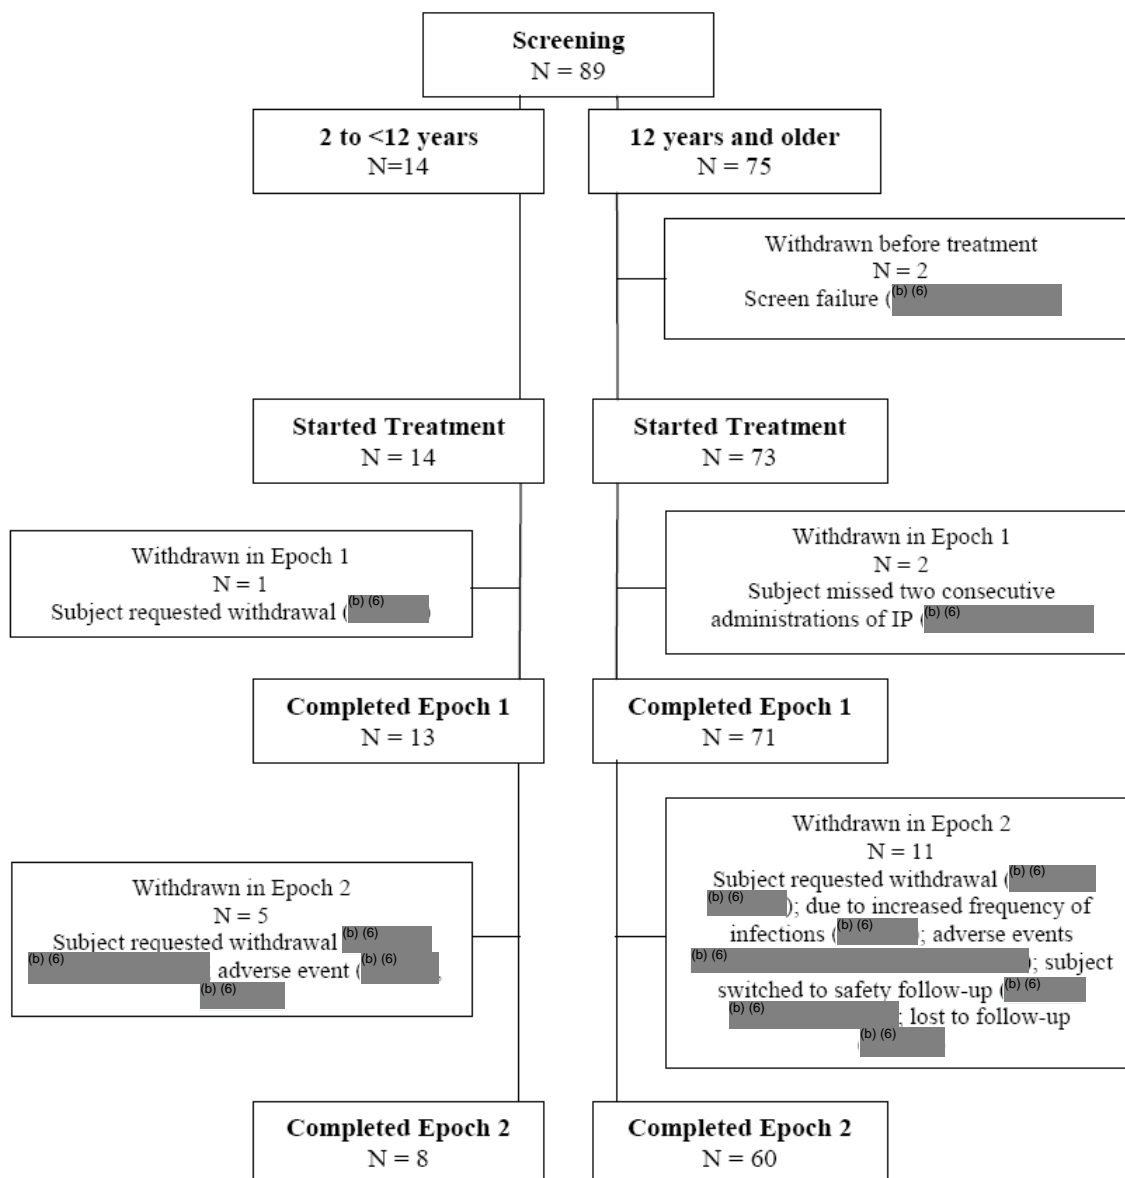 Screening
N = 89
2 to <12 years
N=14
12 years and older
N = 75
Withdrawn before treatment
N = 2
Screen failure ( (b) (6)
Started Treatment
N = 14
Started Treatment
N = 73
Withdrawn in Epoch 1
N = 1
Subject requested withdrawal ( (b) (6) )
Withdrawn in Epoch 1
N = 2
Subject missed two consecutive
administrations of IP ( (b) (6)
Completed Epoch 1
N = 13
Completed Epoch 1
N = 71
Withdrawn in Epoch 2
N = 5
Subject requested withdrawal (b) (6)
(b) (6) adverse event ( (b) (6) ,
(b) (6)
Withdrawn in Epoch 2
N = 11
Subject requested withdrawal ( (b) (6)
(b) (6) ); due to increased frequency of
infections ( (b) (6) ; adverse events
(b) (6) ); subject
switched to safety follow-up ( (b) (6)
(b) (6) ; lost to follow-up
( (b) (6)
Completed Epoch 2
N = 8
Completed Epoch 2
N = 60